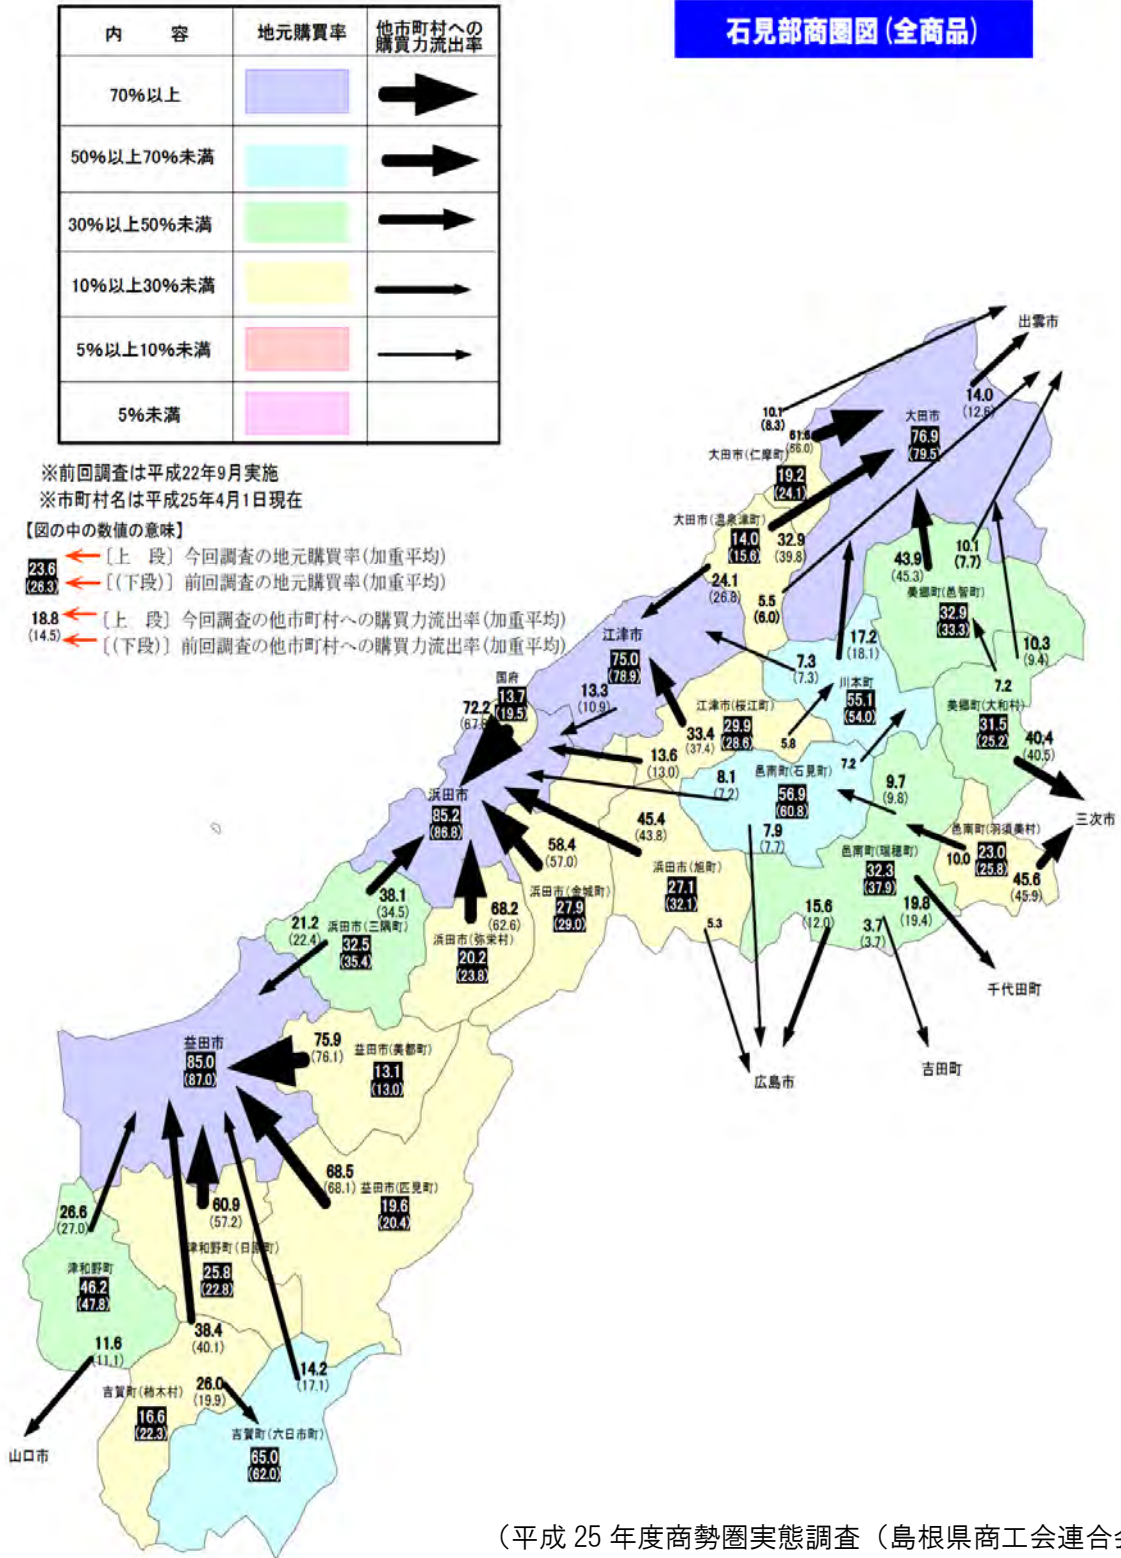 石見部商圏図(全商品)
内 容 地元購買率 他市町村への購買力流出率
70%以上
50%以上70%未満
30%以上50%未満
10%以上30%未満
5%以上10%未満
5%未満
※前回調査は平成22年9月実施
※市町村名は平成25年4月1日現在
【図の中の数値の意味】
23.6
(26.3)
〔上 段〕今回調査の地元購買率(加重平均)
〔(下段)〕前回調査の地元購買率(加重平均)
18.8
(14.5)
〔上 段〕今回調査の他市町村への購買力流出率(加重平均)
〔(下段)〕前回調査の他市町村への購買力流出率(加重平均)
出雲市
14.0
(12.6)
大田市
76.9
(79.5)
10.1
(8.3)
61.6
(66.0)
大田市(仁摩町)
19.2
(24.1)
大田市(温泉津町)
14.0
(15.6)
32.9
(39.8)
24.1
(26.8)
5.5
(6.0)
43.9
(45.3)
10.1
(7.7)
美郷町(邑智町)
32.9
(33.3)
10.3
(9.4)
7.2
美郷町(大和村)
31.5
(25.2)
40.4
(40.5)
三次市
江津市
75.0
(78.9)
17.2
(18.1)
7.3
(7.3)
川本町
55.1
(54.0)
国府
13.7
(19.5)
72.2
13.3
(10.9)
江津市(桜江町)
29.9
(28.6)
33.4
(37.4)
5.8
13.6
(13.0)
8.1
(7.2)
邑南町(石見町)
56.9
(60.8)
7.2
7.9
(7.7)
9.7
(9.8)
邑南町(羽須美村)
23.0
(25.8)
10.0
45.6
(45.9)
邑南町(瑞穂町)
32.3
(37.9)
15.6
(12.0)
3.7
(3.7)
19.8
(19.4)
千代田町
吉田町
広島市
浜田市
85.2
(86.8)
45.4
(43.8)
浜田市(旭町)
27.1
(32.1)
5.3
58.4
(57.0)
浜田市(金城町)
27.9
(29.0)
68.2
(62.6)
浜田市(弥栄村)
20.2
(23.8)
38.1
(34.5)
21.2
(22.4)
浜田市(三隅町)
32.5
(35.4)
益田市
85.0
(87.0)
75.9
(76.1)
益田市(美都町)
13.1
(13.0)
68.5
(68.1)
益田市(匹見町)
19.6
(20.4)
60.9
(57.2)
津和野町(日原町)
25.8
(22.8)
26.6
(27.0)
津和野町
46.2
(47.8)
11.6
(11.1)
山口市
38.4
(40.1)
吉賀町(柿木村)
16.6
(22.3)
26.0
(19.9)
14.2
(17.1)
吉賀町(六日市町)
65.0
(62.0)
(平成25年度商勢圏実態調査(島根県商工会連合会